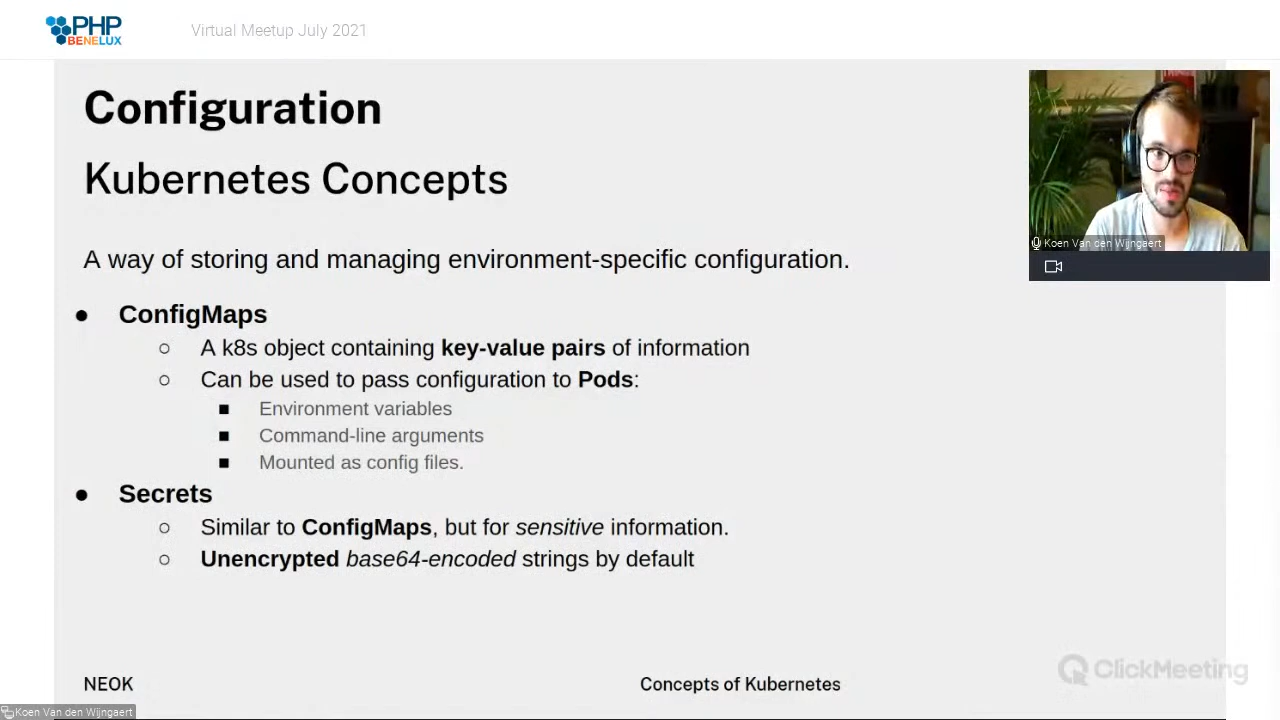 PHP
BENELUX
Virtual Meetup July 2021
Configuration
Kubernetes Concepts
A way of storing and managing environment-specific configuration.
● ConfigMaps
○ A k8s object containing key-value pairs of information
○ Can be used to pass configuration to Pods:
■ Environment variables
■ Command-line arguments
■ Mounted as config files.
● Secrets
○ Similar to ConfigMaps, but for sensitive information.
○ Unencrypted base64-encoded strings by default
Koen Van den Wijngaert
ClickMeeting
NEOK
Concepts of Kubernetes
Koen Van den Wijngaert